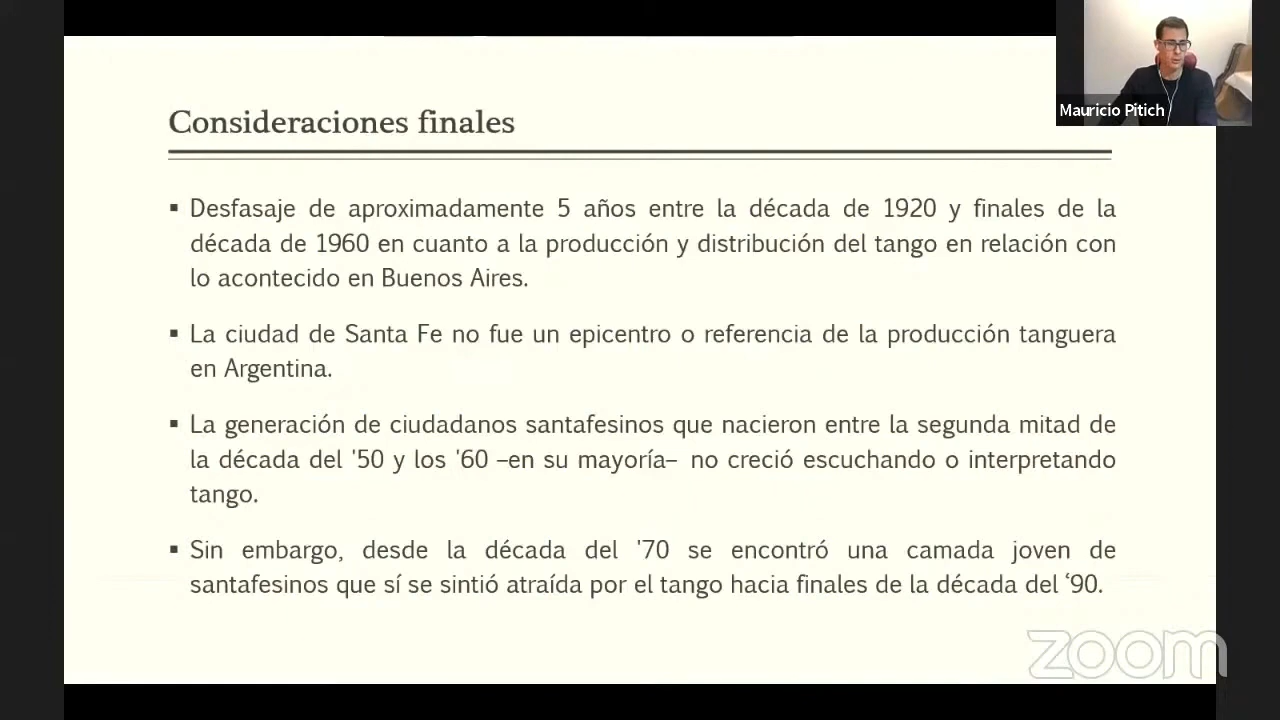 Consideraciones finales
Mauricio Pitich
▪ Desfasaje de aproximadamente 5 años entre la década de 1920 y finales de la
década de 1960 en cuanto a la producción y distribución del tango en relación con
lo acontecido en Buenos Aires.
▪ La ciudad de Santa Fe no fue un epicentro o referencia de la producción tanguera
en Argentina.
▪ La generación de ciudadanos santafesinos que nacieron entre la segunda mitad de
la década del '50 y los '60 –en su mayoría– no creció escuchando o interpretando
tango.
▪ Sin embargo, desde la década del '70 se encontró una camada joven de
santafesinos que sí se sintió atraída por el tango hacia finales de la década del ‘90.
zoom